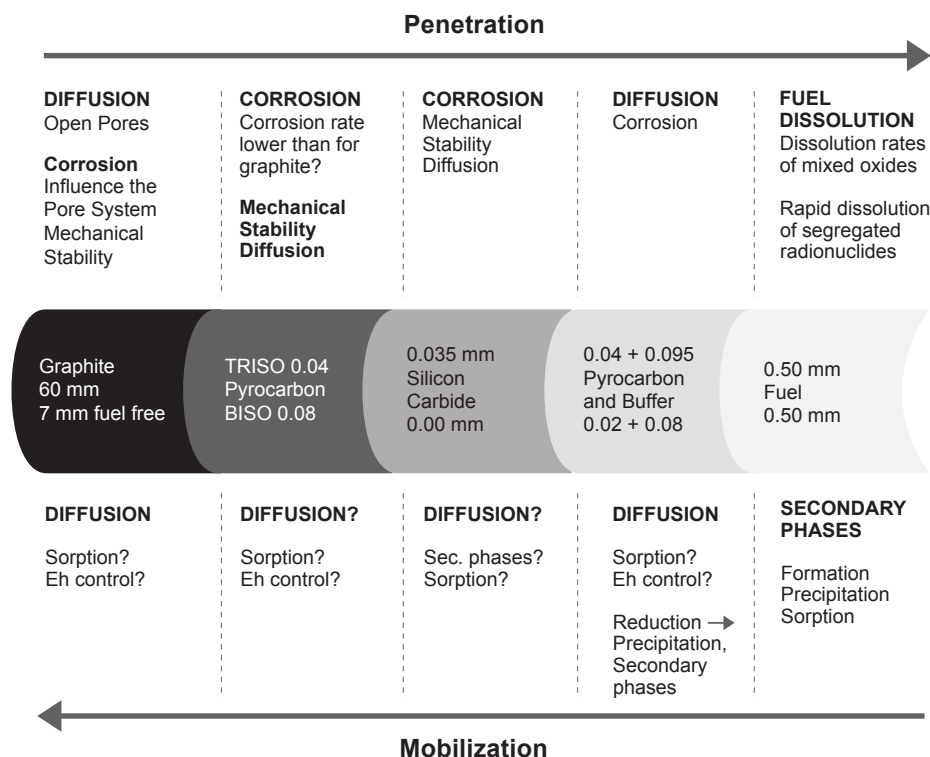 Penetration
DIFFUSION
Open Pores
Corrosion
Influence the
Pore System
Mechanical
Stability
CORROSION
Corrosion rate
lower than for
graphite?
Mechanical
Stability
Diffusion
CORROSION
Mechanical
Stability
Diffusion
DIFFUSION
Corrosion
FUEL
DISSOLUTION
Dissolution rates
of mixed oxides
Rapid dissolution
of segregated
radionuclides
Graphite
60 mm
7 mm fuel free
TRISO 0.04
Pyrocarbon
BISO 0.08
0.035 mm
Silicon
Carbide
0.00 mm
0.04 + 0.095
Pyrocarbon
and Buffer
0.02 + 0.08
0.50 mm
Fuel
0.50 mm
DIFFUSION
Sorption?
Eh control?
DIFFUSION?
Sorption?
Eh control?
DIFFUSION?
Sec. phases?
Sorption?
DIFFUSION
Sorption?
Eh control?
Reduction →
Precipitation,
Secondary
phases
SECONDARY
PHASES
Formation
Precipitation
Sorption
Mobilization